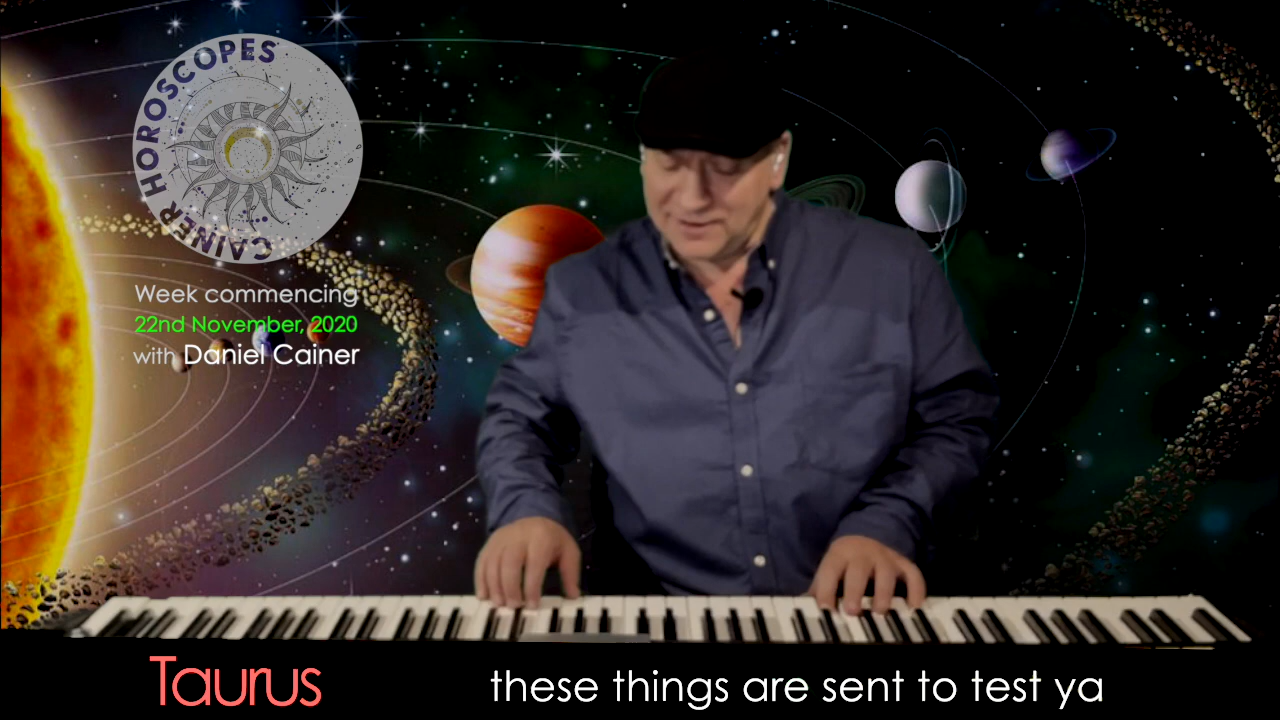 CAINER HOROSCOPES
Week commencing
22nd November, 2020
with Daniel Cainer
Taurus
these things are sent to test ya